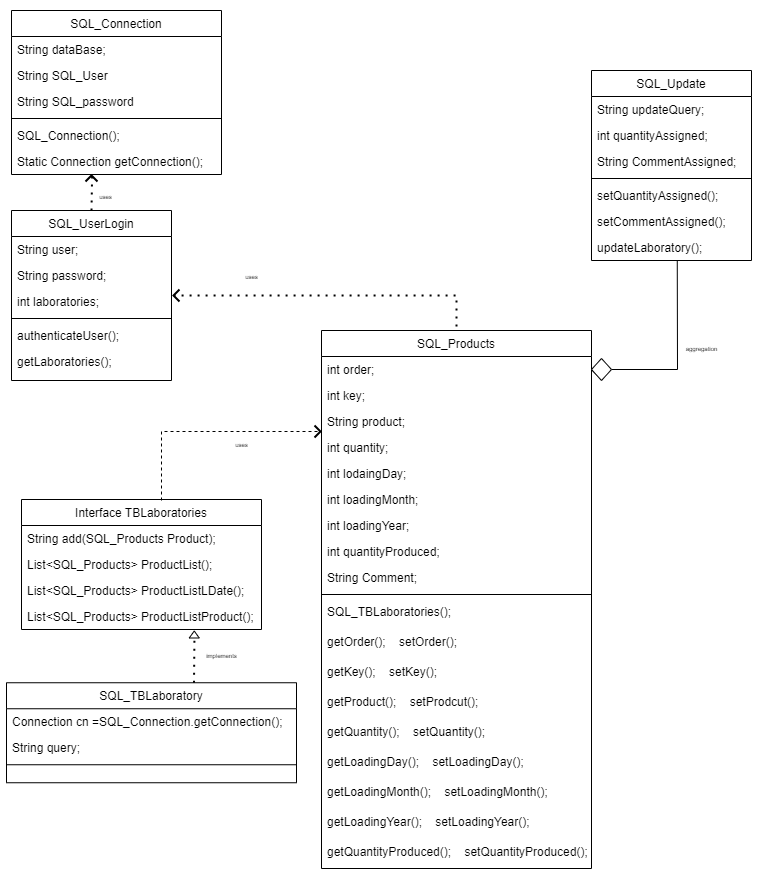 SQL_Connection
String dataBase;
String SQL_User
String SQL_password
SQL_Connection();
Static Connection getConnection();
uses
SQL_UserLogin
String user;
String password;
int laboratories;
authenticateUser();
getLaboratories();
uses
SQL_Update
String updateQuery;
int quantityAssigned;
String CommentAssigned;
setQuantityAssigned();
setCommentAssigned();
updateLaboratory();
aggregation
SQL_Products
int order;
int key;
String product;
int quantity;
int lodaingDay;
int loadingMonth;
int loadingYear;
int quantityProduced;
String Comment;
SQL_TBLaboratories();
getOrder(); setOrder();
getKey(); setKey();
getProduct(); setProdcut();
getQuantity(); setQuantity();
getLoadingDay(); setLoadingDay();
getLoadingMonth(); setLoadingMonth();
getLoadingYear(); setLoadingYear();
getQuantityProduced(); setQuantityProduced();
uses
Interface TBLaboratories
String add(SQL_Products Product);
List<SQL_Products> ProductList();
List<SQL_Products> ProductListLDate();
List<SQL_Products> ProductListProduct();
implements
SQL_TBLaboratory
Connection cn =SQL_Connection.getConnection();
String query;